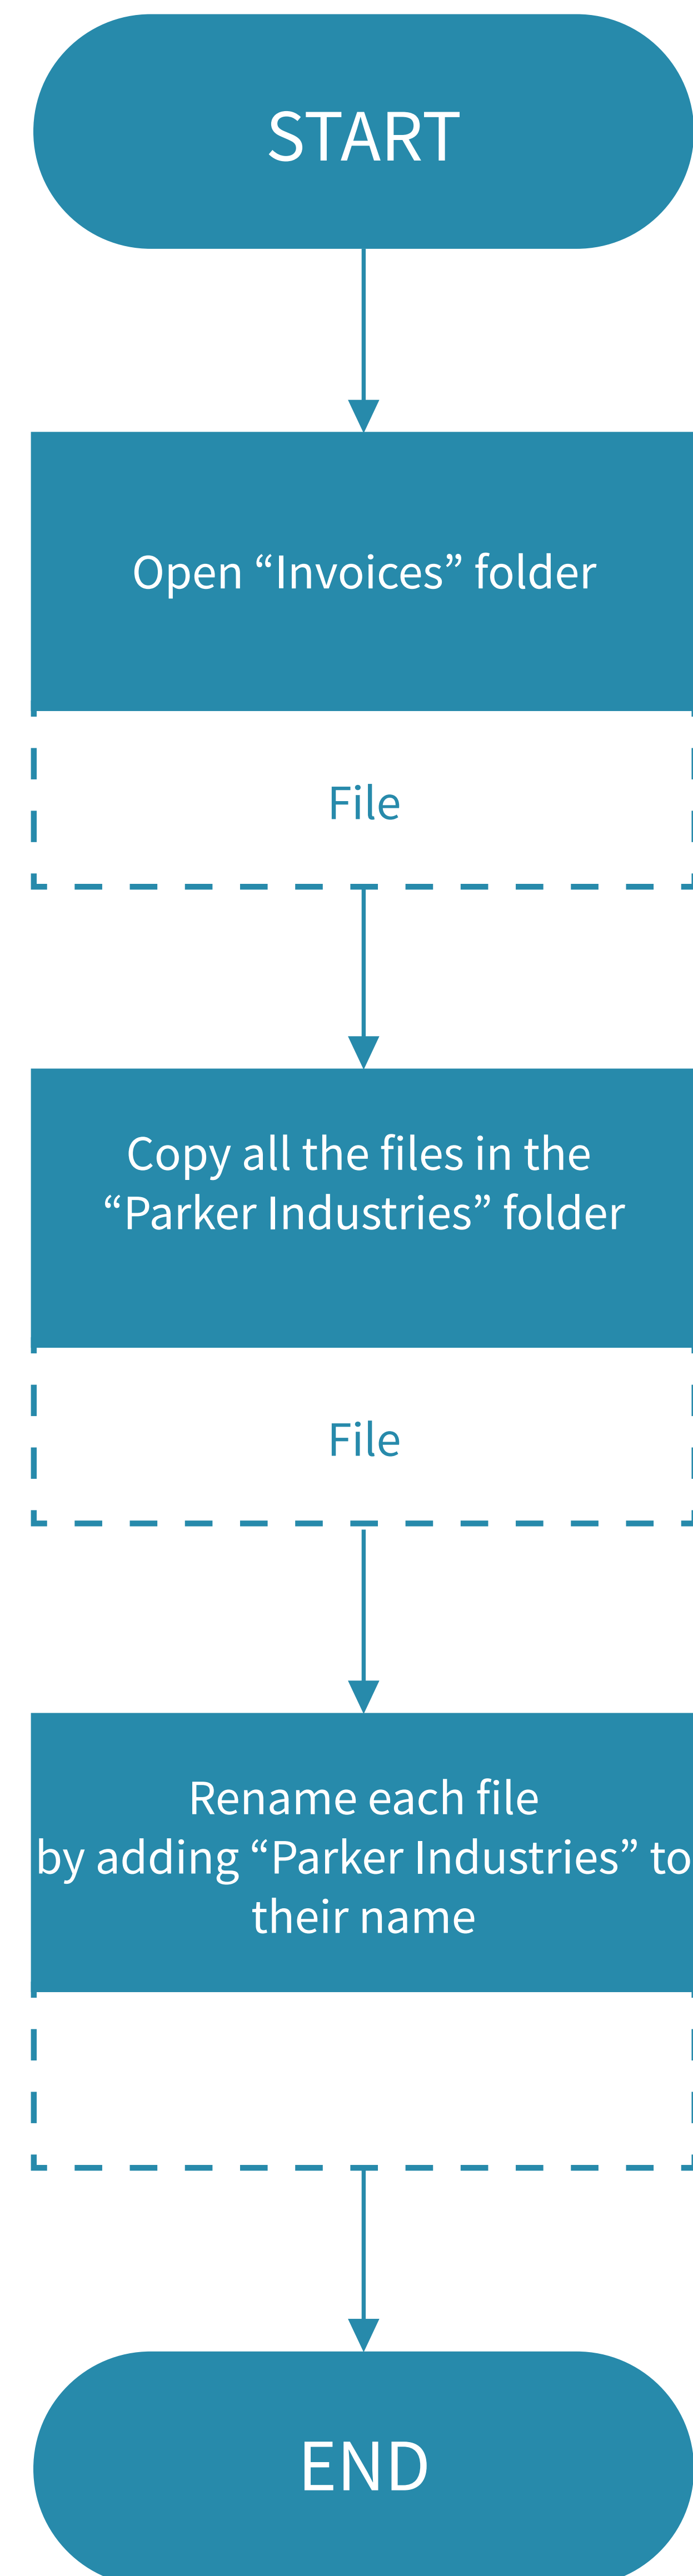 START
Open “Invoices” folder
File
Copy all the files in the
“Parker Industries” folder
File
Rename each file
by adding “Parker Industries” to
their name
END